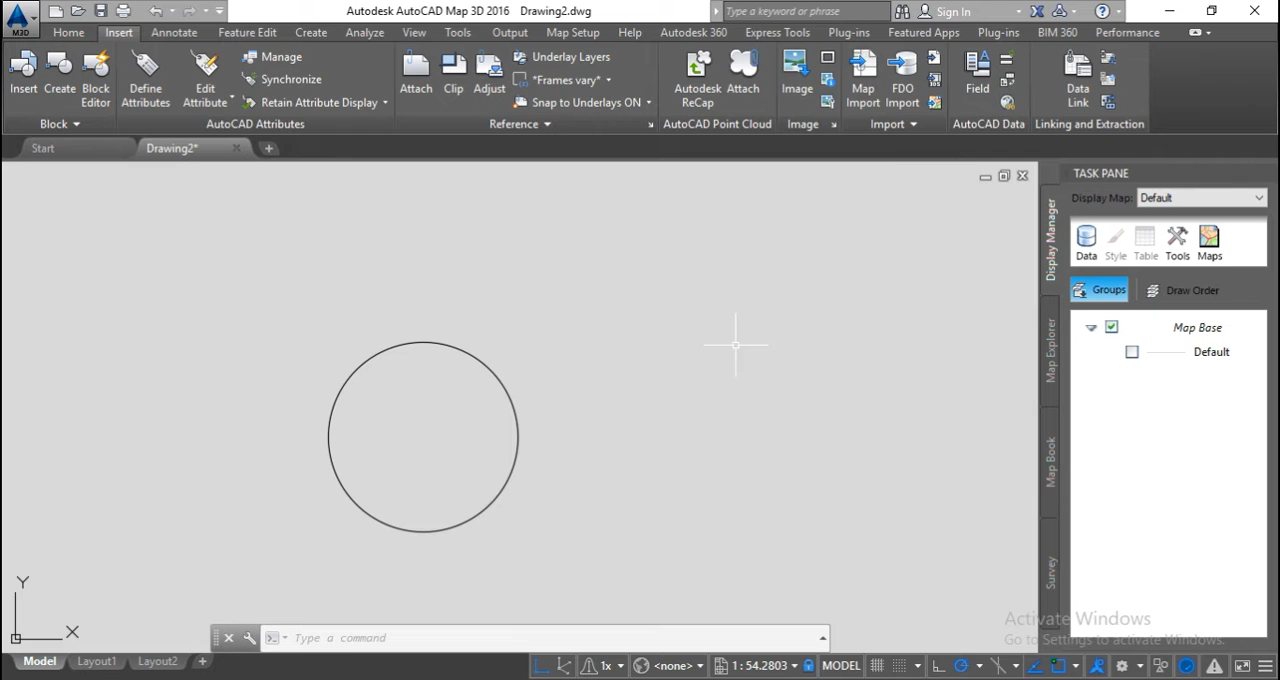 Autodesk AutoCAD Map 3D 2016 Drawing2.dwg
Type a keyword or phrase
Sign In
M3D
Home Insert Annotate Feature Edit Create Analyze View Tools Output Map Setup Help Autodesk 360 Express Tools Plug-ins Featured Apps Plug-ins BIM 360 Performance
Insert
Create
Block Editor
Define Attributes
Edit Attribute
Manage
Synchronize
Retain Attribute Display
Attach
Clip
Adjust
Underlay Layers
*Frames vary*
Snap to Underlays ON
Autodesk ReCap
Attach
Image
Map Import
FDO Import
Field
Data Link
Block AutoCAD Attributes Reference AutoCAD Point Cloud Image Import AutoCAD Data Linking and Extraction
Start Drawing2*
TASK PANE
Display Map: Default
Data Style Table Tools Maps
Groups Draw Order
Map Base
Default
Display Manager
Map Explorer
Map Book
Survey
Y
X
Type a command
Activate Windows
Go to Settings to activate Windows.
Model Layout1 Layout2
1x <none> 1: 54.2803 MODEL